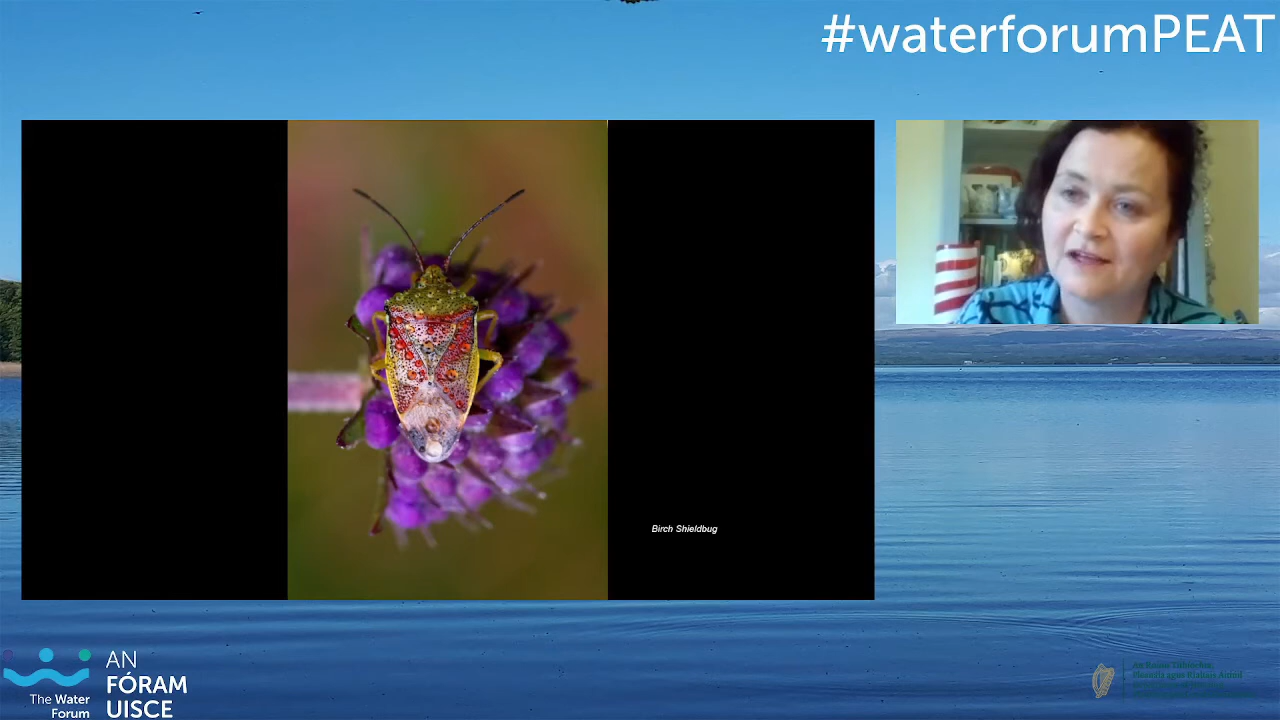 #waterforumPEAT
Birch Shieldbug
The Water
Forum
AN
FÓRAM
UISCE